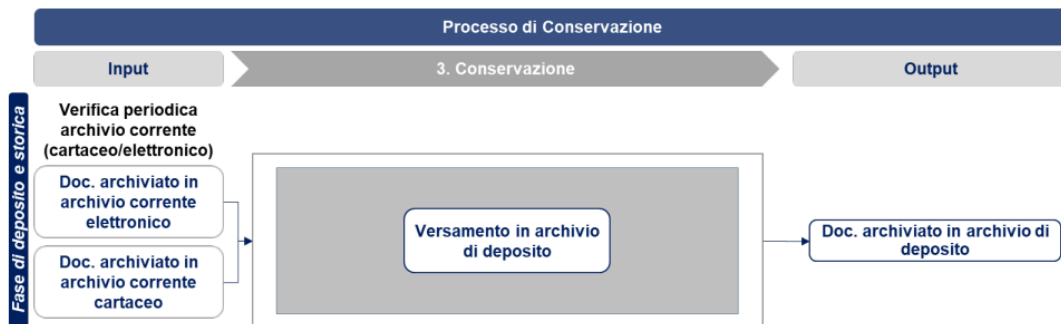 Processo di Conservazione
Input
3. Conservazione
Output
Fase di deposito e storica
Verifica periodica
archivio corrente
(cartaceo/elettronico)
Doc. archiviato in
archivio corrente
elettronico
Doc. archiviato in
archivio corrente
cartaceo
Versamento in archivio
di deposito
Doc. archiviato in archivio di
deposito